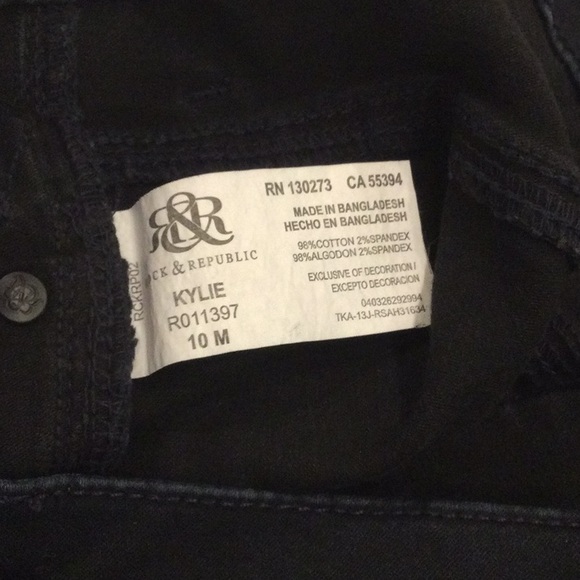 R&R
ROCK & REPUBLIC
KYLIE
R011397
10 M
RCKRP02
RN 130273 CA 55394
MADE IN BANGLADESH
HECHO EN BANGLADESH
98%COTTON 2%SPANDEX
98%ALGODON 2%SPANDEX
EXCLUSIVE OF DECORATION /
EXCEPTO DECORACION
040326292994
TKA-13J-RSAH31634